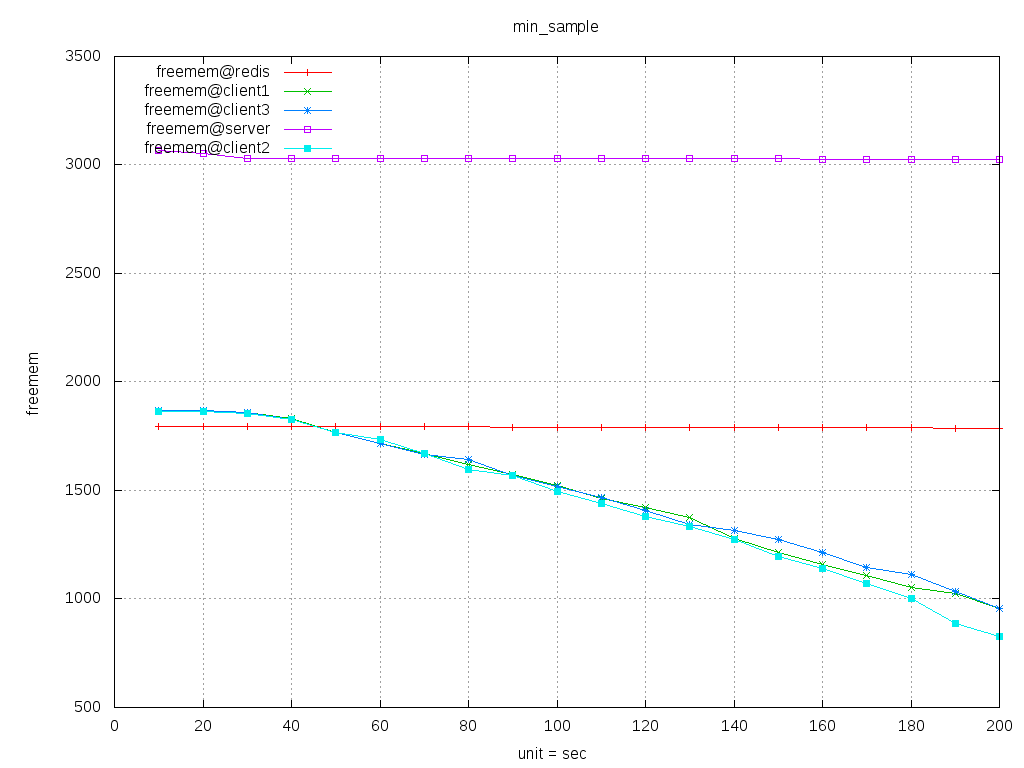 min_sample
3500
3000
2500
2000
1500
1000
500
freemem
freemem@redis
freemem@client1
freemem@client3
freemem@server
freemem@client2
0 20 40 60 80 100 120 140 160 180 200
unit = sec